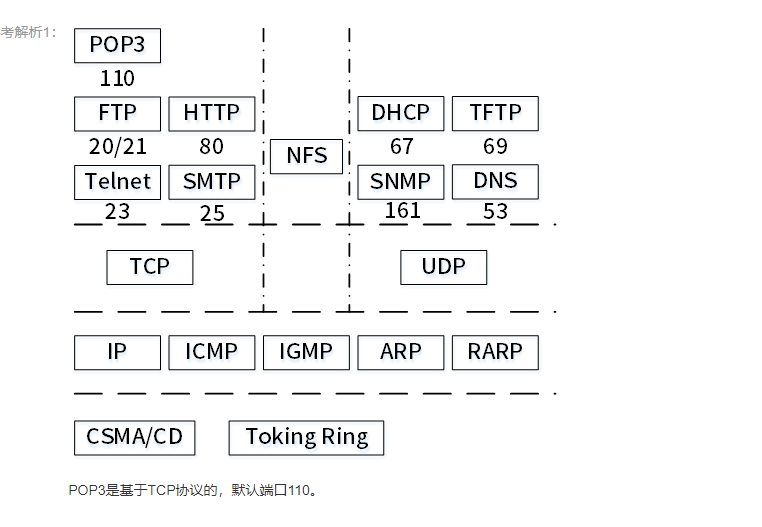 考解析1：
POP3
110
FTP HTTP DHCP TFTP
20/21 80 67 69
NFS
Telnet SMTP SNMP DNS
23 25 161 53
TCP UDP
IP ICMP IGMP ARP RARP
CSMA/CD Toking Ring
POP3是基于TCP协议的，默认端口110。